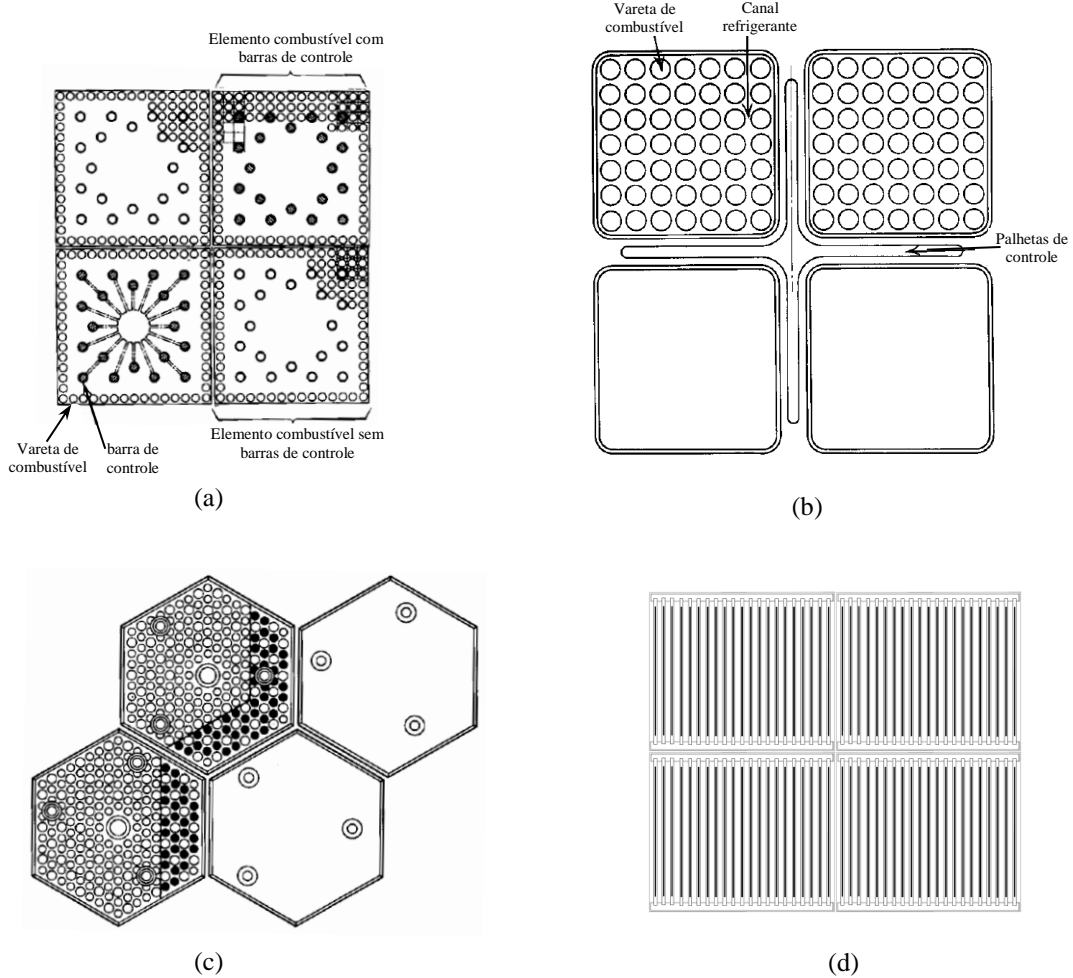 Elemento combustível com
barras de controle
Vareta de
combustível
barra de
controle
Elemento combustível sem
barras de controle
(a)
Vareta de
combustível
Canal
refrigerante
Palhetas de
controle
(b)
(c)
(d)